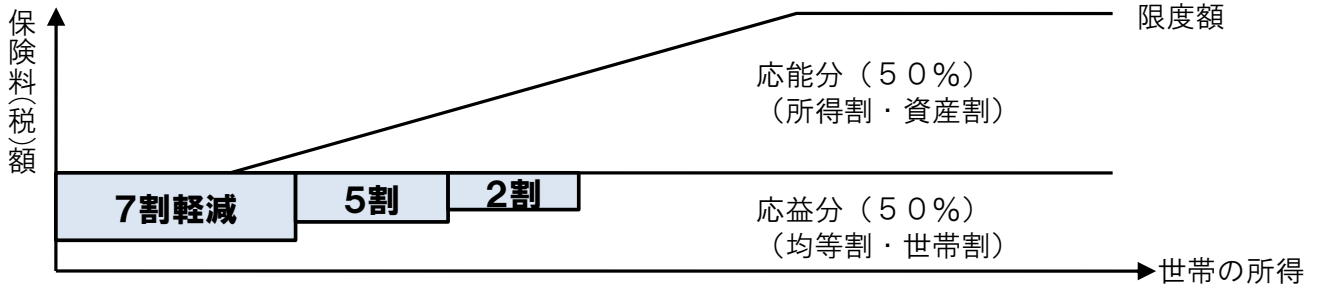 保険料(税)額
限度額
応能分（５０％）
（所得割・資産割）
7割軽減
5割
2割
応益分（５０％）
（均等割・世帯割）
世帯の所得